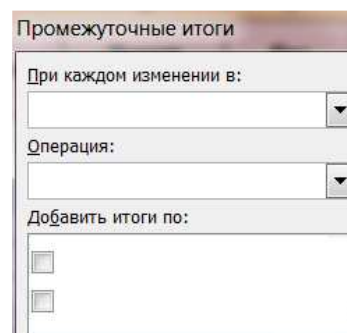 Промежуточные итоги
При каждом изменении в:
Операция:
Добавить итоги по: